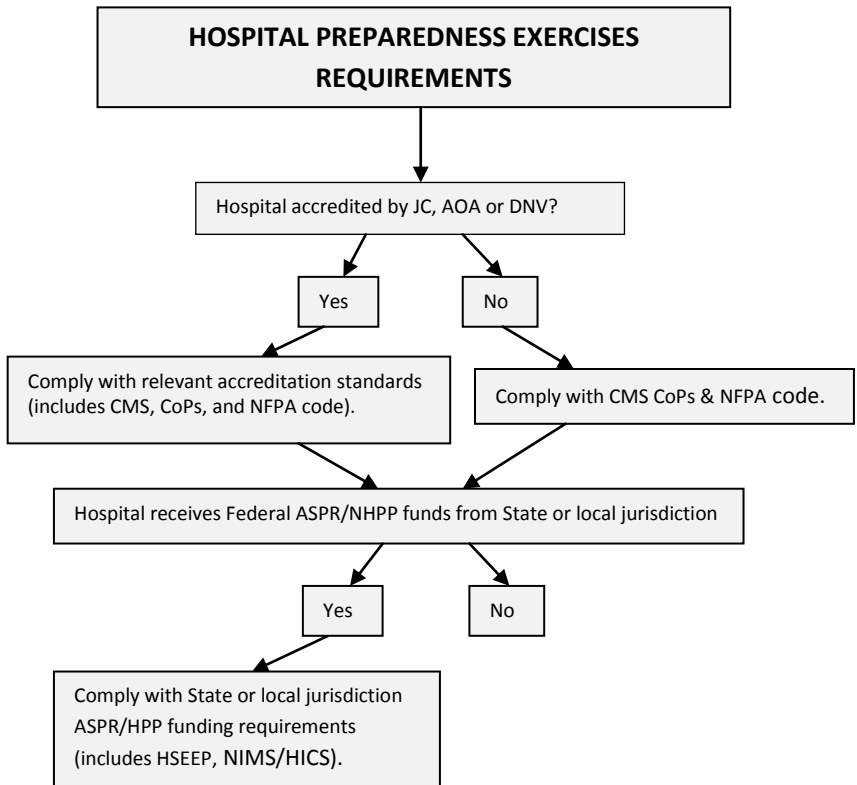 HOSPITAL PREPAREDNESS EXERCISES
REQUIREMENTS
Hospital accredited by JC, AOA or DNV?
Yes
No
Comply with relevant accreditation standards
(includes CMS, CoPs, and NFPA code).
Comply with CMS CoPs & NFPA code.
Hospital receives Federal ASPR/NHPP funds from State or local jurisdiction
Yes
No
Comply with State or local jurisdiction
ASPR/HPP funding requirements
(includes HSEEP, NIMS/HICS).